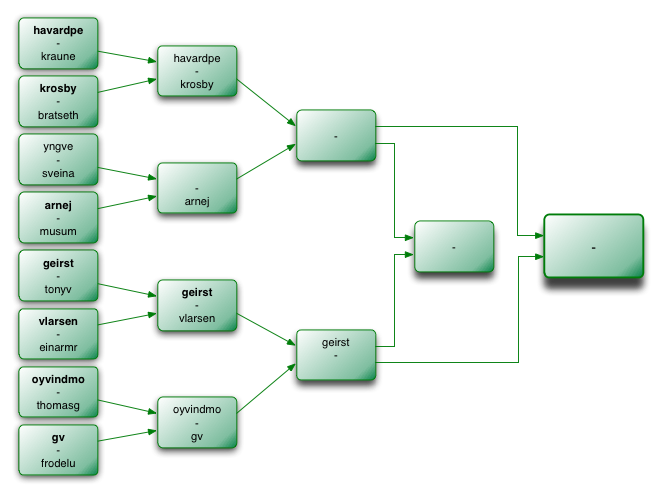 havardpe
-
kraune
krosby
-
bratseth
yngve
-
sveina
arnej
-
musum
geirst
-
tonyv
vlarsen
-
einarmr
oyvindmo
-
thomasg
gv
-
frodelu
havardpe
-
krosby
-
arnej
geirst
-
vlarsen
oyvindmo
-
gv
-
geirst
-
-
-